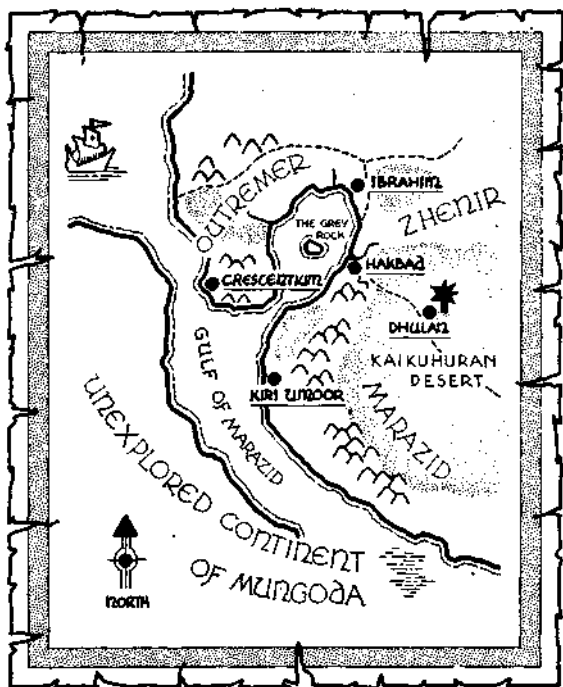 OUTREMER
IBRAHIM
ZHENIR
THE GREY
ROCK
HAKBAD
CRESCENTIUM
DHULAN
KAIKUHURAN
DESERT
GULF OF MARAZID
KIRI UMOOR
MARAZID
UNEXPLORED CONTINENT
OF MUNGODA
NORTH